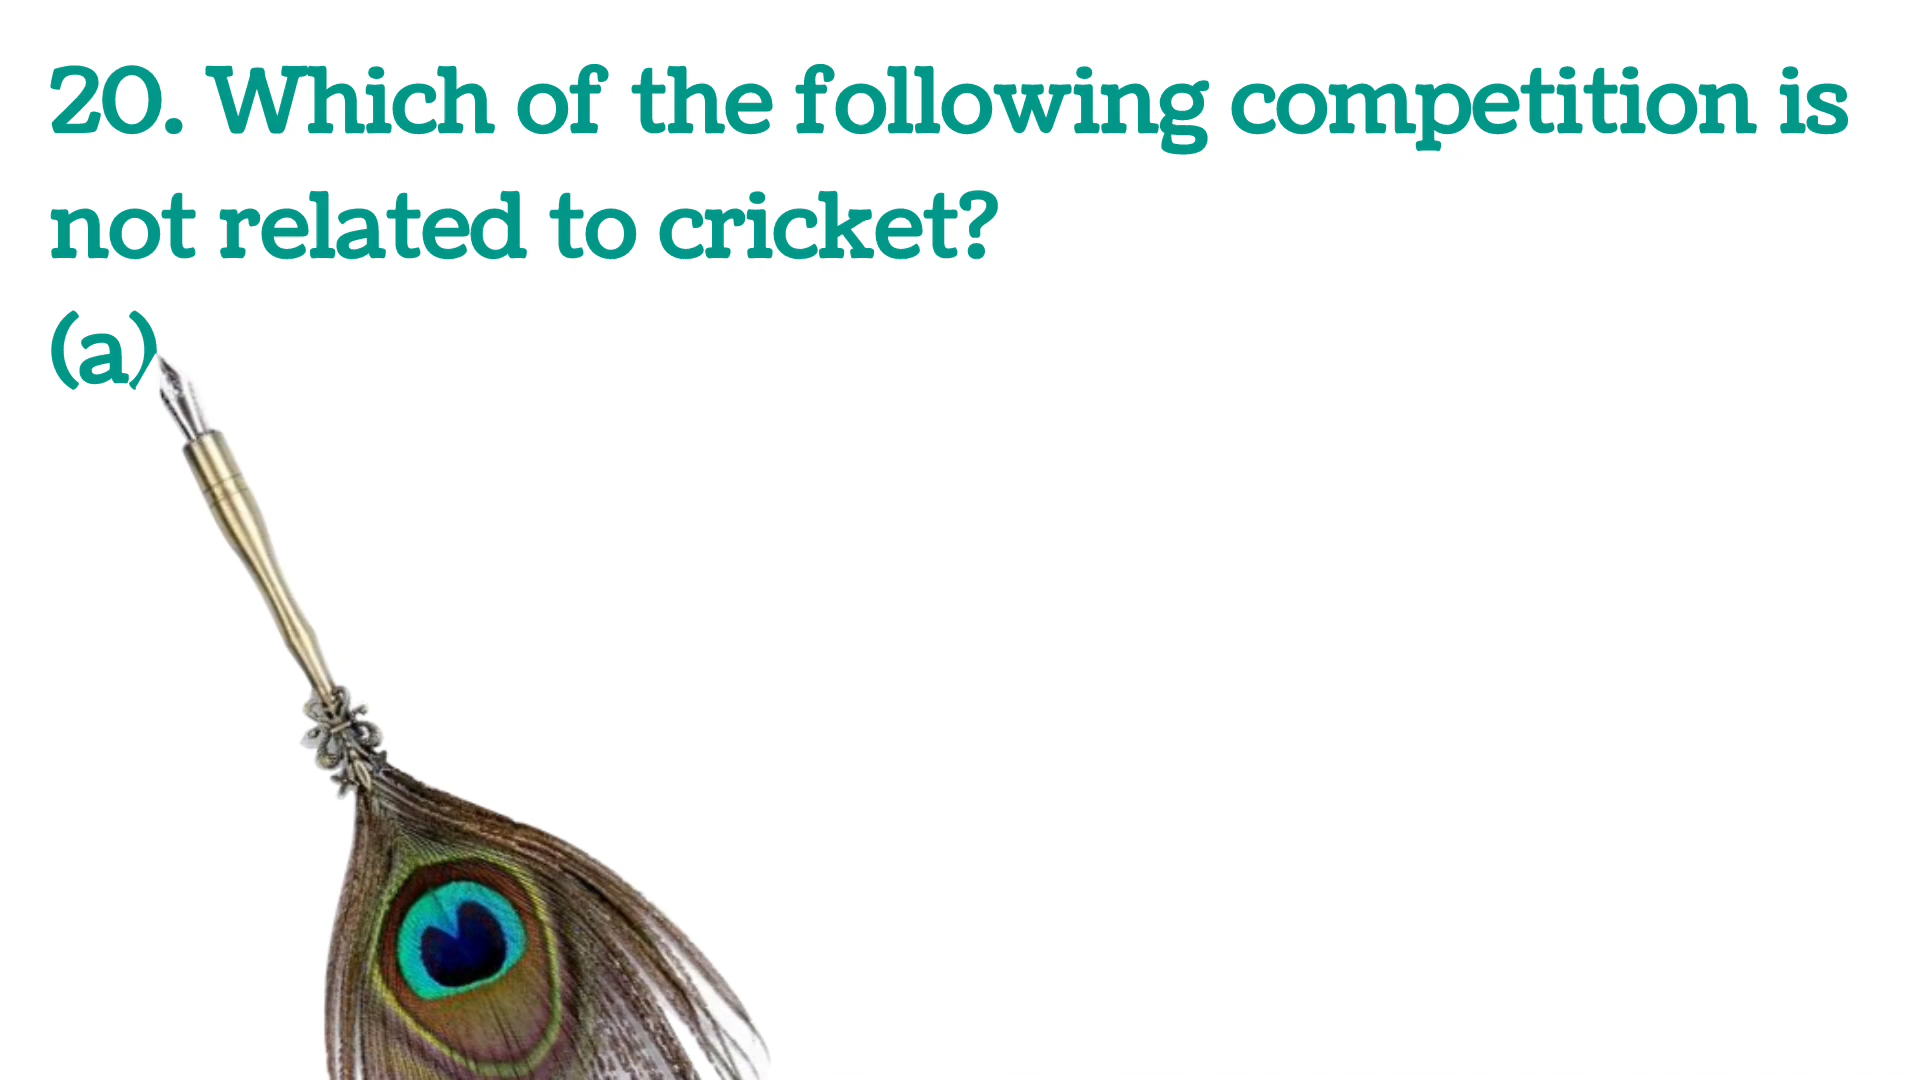 20. Which of the following competition is
not related to cricket?
(a)